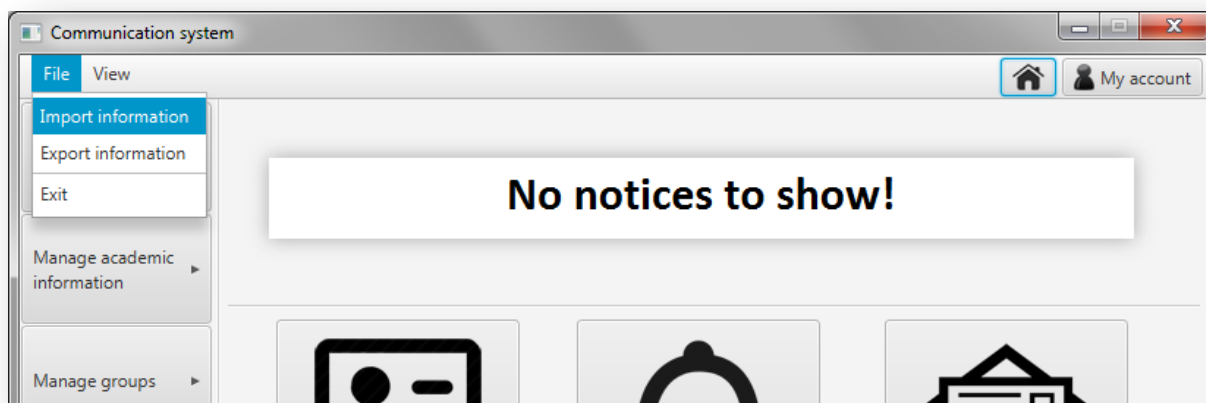 Communication system
File View
My account
Import information
Export information
Exit
No notices to show!
Manage academic
information
Manage groups